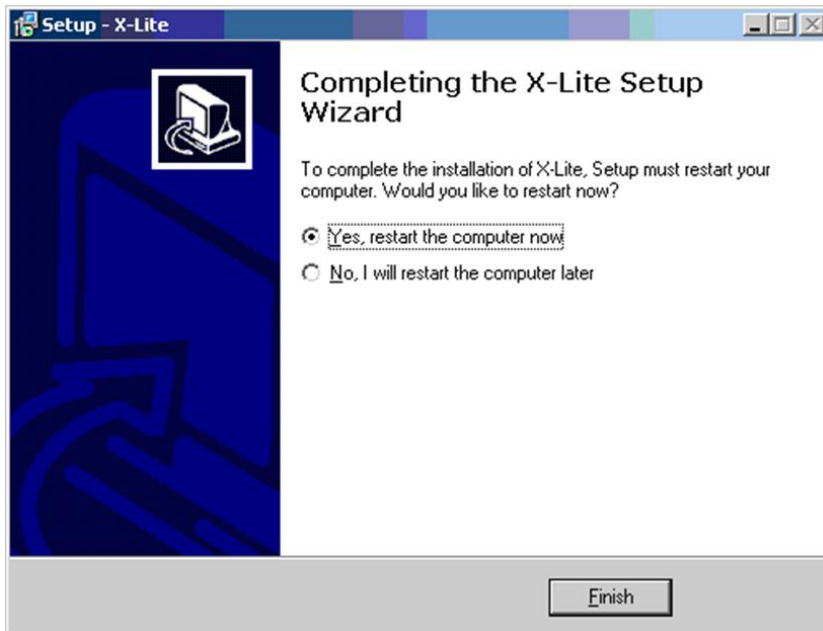 Setup - X-Lite
Completing the X-Lite Setup
Wizard
To complete the installation of X-Lite, Setup must restart your
computer. Would you like to restart now?
Yes, restart the computer now
No, I will restart the computer later
Finish